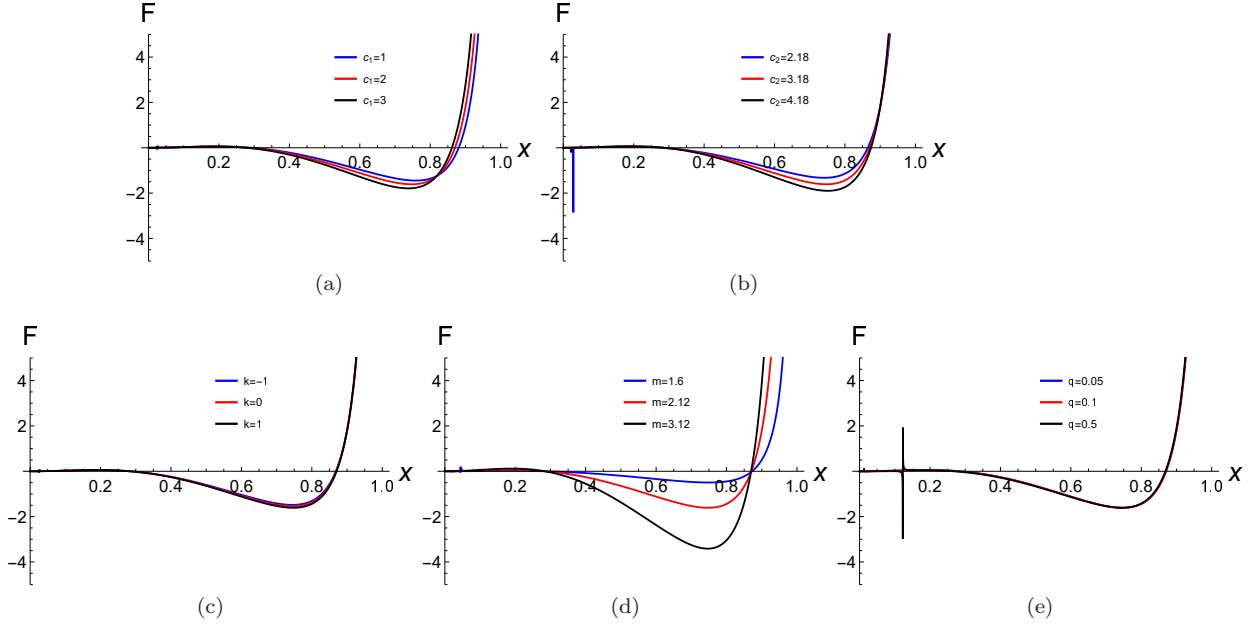 F
4
2
−2
−4
0.2
0.4
0.6
0.8
1.0
x
c1=1
c1=2
c1=3
(a)
F
4
2
−2
−4
0.2
0.4
0.6
0.8
1.0
x
c2=2.18
c2=3.18
c2=4.18
(b)
F
4
2
−2
−4
0.2
0.4
0.6
0.8
1.0
x
k=−1
k=0
k=1
(c)
F
4
2
−2
−4
0.2
0.4
0.6
0.8
1.0
x
m=1.6
m=2.12
m=3.12
(d)
F
4
2
−2
−4
0.2
0.4
0.6
0.8
1.0
x
q=0.05
q=0.1
q=0.5
(e)